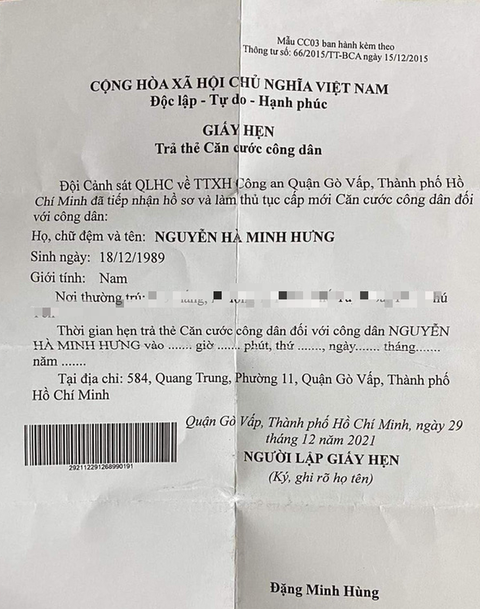 Mẫu CC03 ban hành kèm theo
Thông tư số: 66/2015/TT-BCA ngày 15/12/2015
CỘNG HÒA XÃ HỘI CHỦ NGHĨA VIỆT NAM
Độc lập - Tự do - Hạnh phúc
GIẤY HẸN
Trả thẻ Căn cước công dân
Đội Cảnh sát QLHC về TTXH Công an Quận Gò Vấp, Thành phố Hồ
Chí Minh đã tiếp nhận hồ sơ và làm thủ tục cấp mới Căn cước công dân đối
với công dân:
Họ, chữ đệm và tên: NGUYỄN HÀ MINH HƯNG
Sinh ngày: 18/12/1989
Giới tính: Nam
Nơi thường trú:
Thời gian hẹn trả thẻ Căn cước công dân đối với công dân NGUYỄN
HÀ MINH HƯNG vào ....... giờ ....... phút, thứ ......., ngày....... tháng.......
năm ........
Tại địa chỉ: 584, Quang Trung, Phường 11, Quận Gò Vấp, Thành phố
Hồ Chí Minh
Quận Gò Vấp, Thành phố Hồ Chí Minh, ngày 29
tháng 12 năm 2021
NGƯỜI LẬP GIẤY HẸN
(Ký, ghi rõ họ tên)
292112291268990191
Đặng Minh Hùng